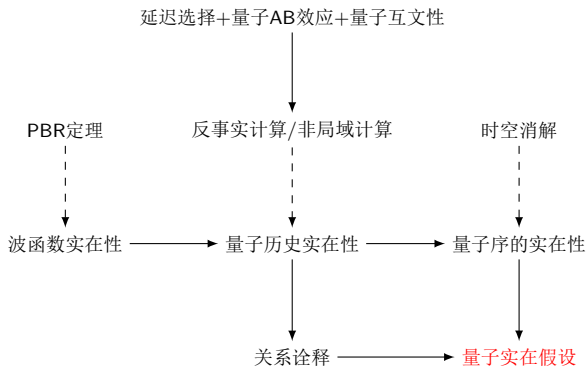 延迟选择+量子AB效应+量子互文性
PBR定理
反事实计算/非局域计算
时空消解
波函数实在性
量子历史实在性
量子序的实在性
关系诠释
量子实在假设